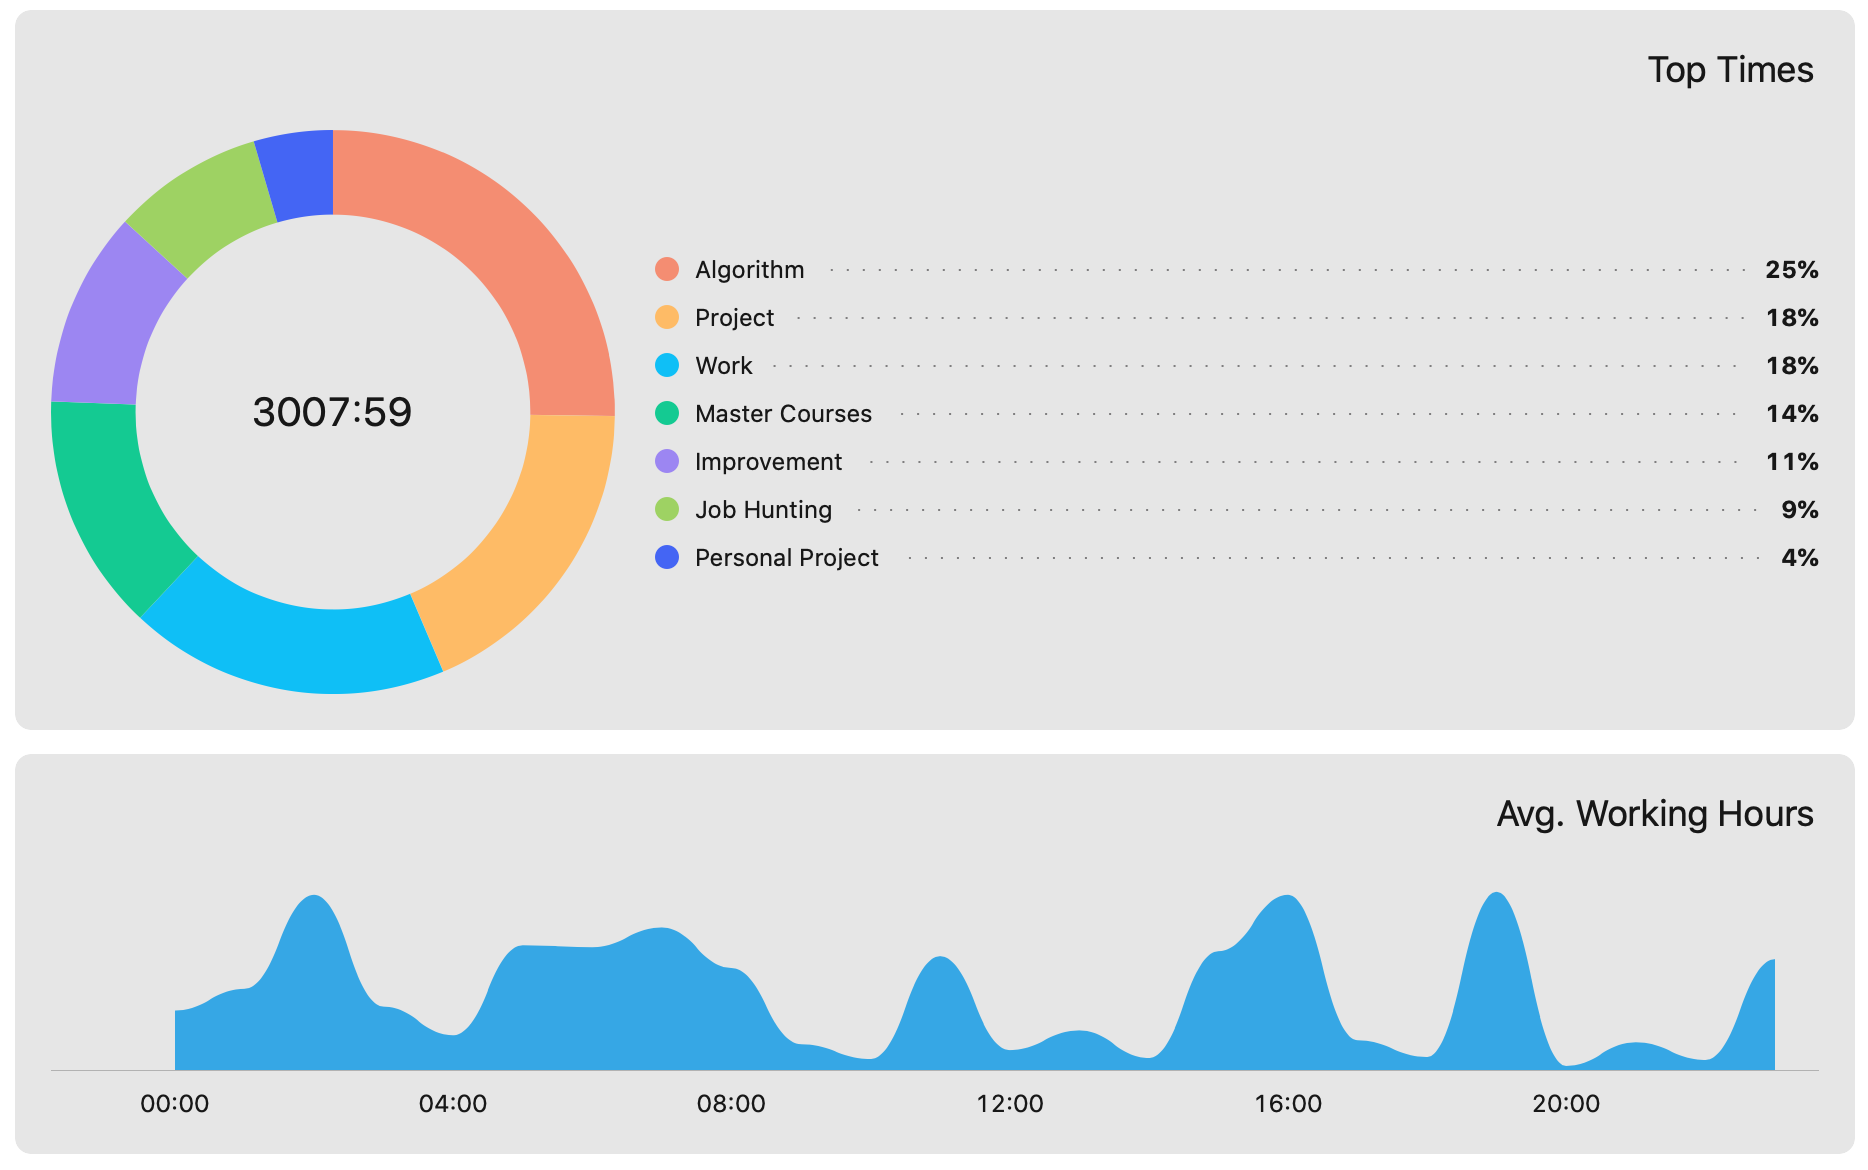 Top Times
3007:59
Algorithm 25%
Project 18%
Work 18%
Master Courses 14%
Improvement 11%
Job Hunting 9%
Personal Project 4%
Avg. Working Hours
00:00 04:00 08:00 12:00 16:00 20:00